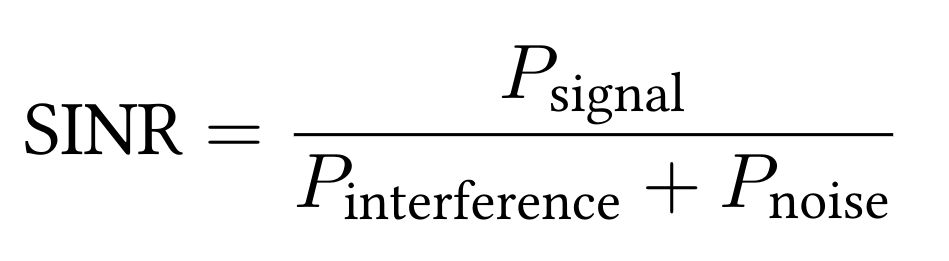 SINR = P_signal / (P_interference + P_noise)